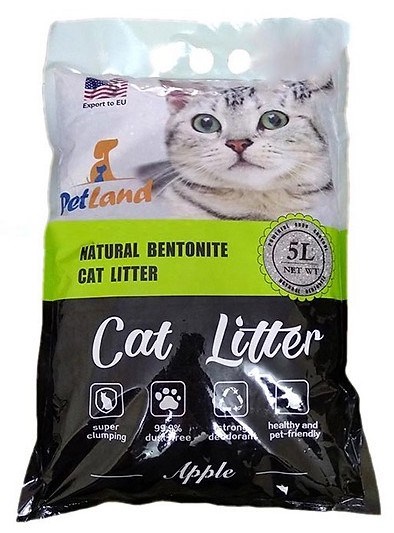 Export to EU
PetLand
NATURAL BENTONITE
CAT LITTER
5L
NET WT
Cat Litter
super
clumping
99.9%
dust-free
strong
deodorant
healthy and
pet-friendly
Apple